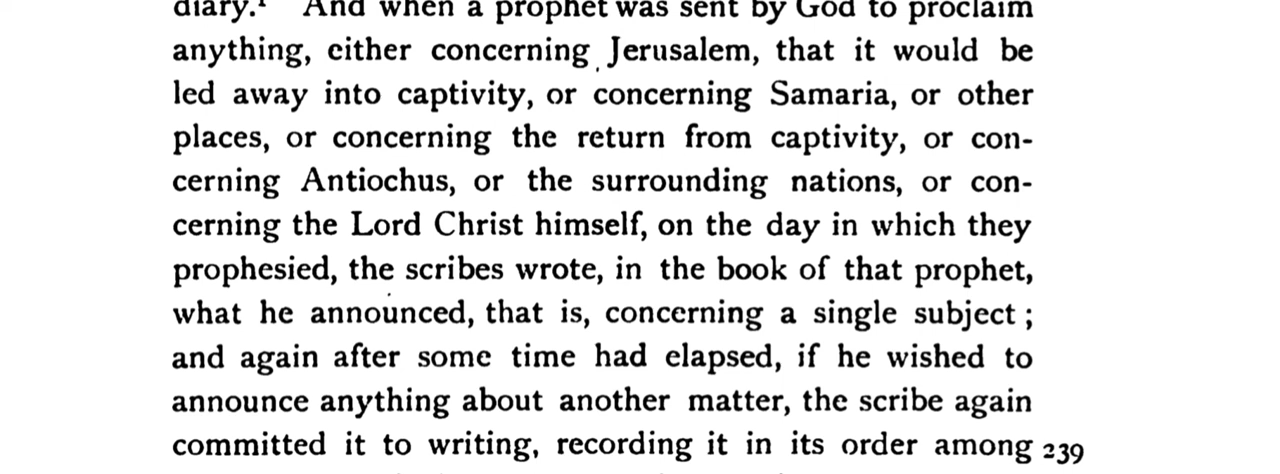 diary.¹ And when a prophet was sent by God to proclaim
anything, either concerning Jerusalem, that it would be
led away into captivity, or concerning Samaria, or other
places, or concerning the return from captivity, or con-
cerning Antiochus, or the surrounding nations, or con-
cerning the Lord Christ himself, on the day in which they
prophesied, the scribes wrote, in the book of that prophet,
what he announced, that is, concerning a single subject ;
and again after some time had elapsed, if he wished to
announce anything about another matter, the scribe again
committed it to writing, recording it in its order among 239